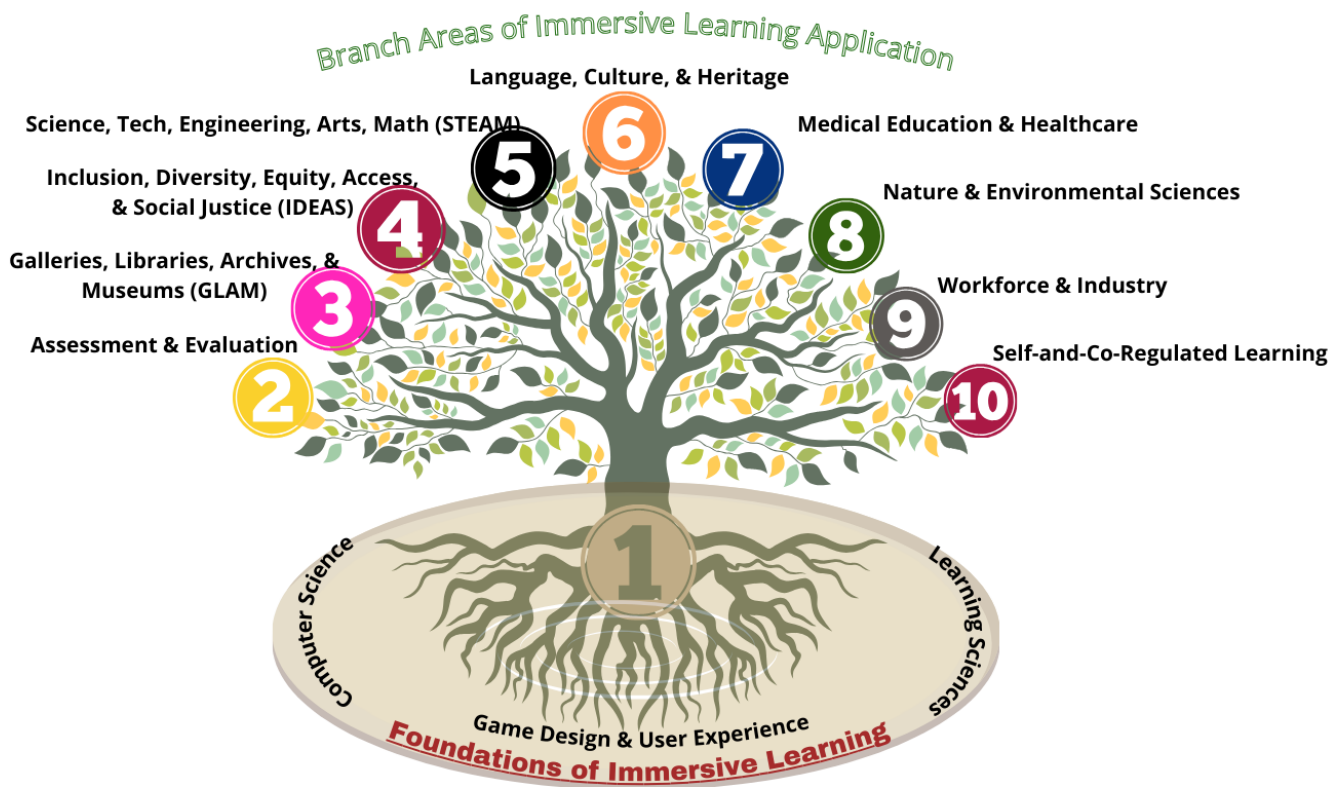 Branch Areas of Immersive Learning Application
Language, Culture, & Heritage
6
Science, Tech, Engineering, Arts, Math (STEAM)
5
Medical Education & Healthcare
7
Inclusion, Diversity, Equity, Access,
& Social Justice (IDEAS)
4
Nature & Environmental Sciences
8
Galleries, Libraries, Archives, &
Museums (GLAM)
3
Workforce & Industry
9
Assessment & Evaluation
2
Self-and-Co-Regulated Learning
10
1
Computer Science
Learning Sciences
Game Design & User Experience
Foundations of Immersive Learning